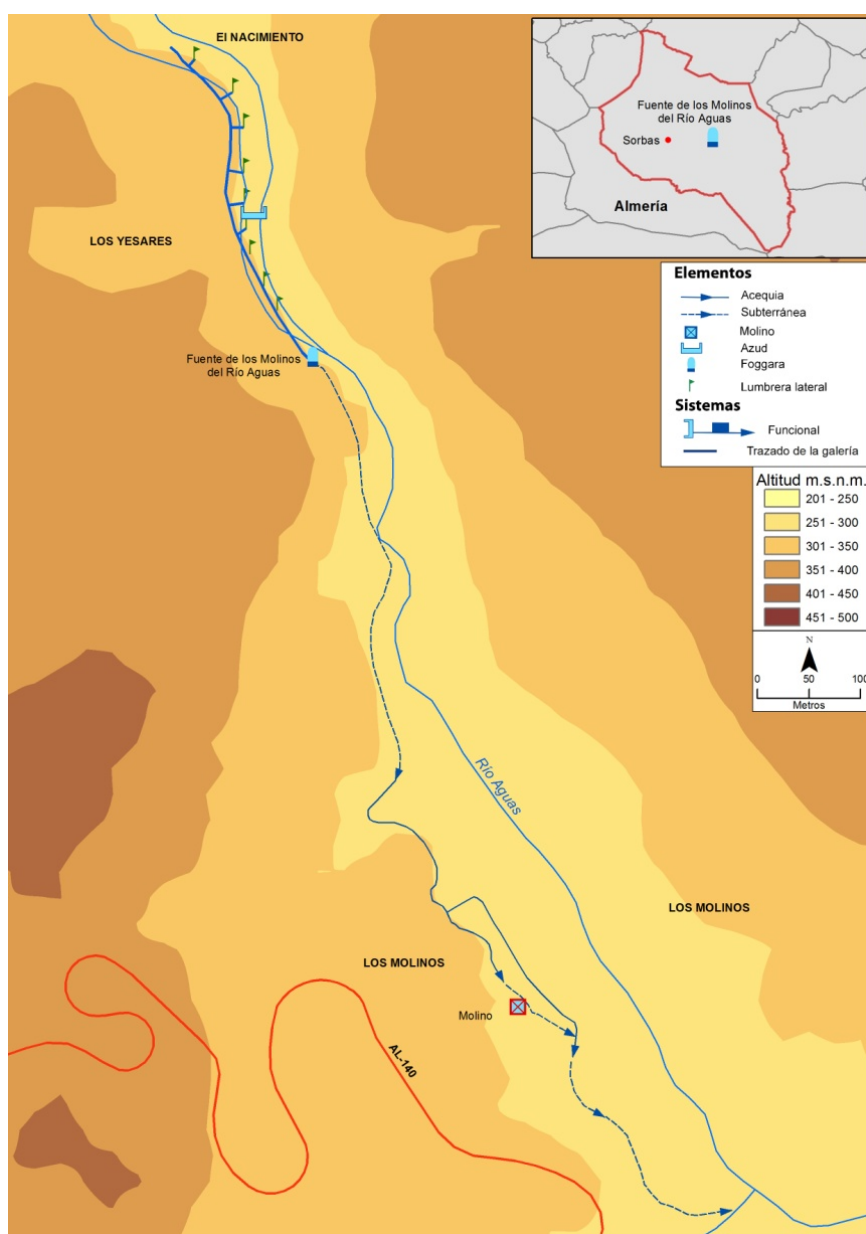 El NACIMIENTO
LOS YESARES
Fuente de los Molinos
del Río Aguas
Río Aguas
LOS MOLINOS
LOS MOLINOS
Molino
AL-140
Fuente de los Molinos
del Río Aguas
Sorbas
Almería
Elementos
Acequia
Subterránea
Molino
Azud
Foggara
Lumbrera lateral
Sistemas
Funcional
Trazado de la galería
Altitud m.s.n.m.
201 - 250
251 - 300
301 - 350
351 - 400
401 - 450
451 - 500
N
0 50 100
Metros